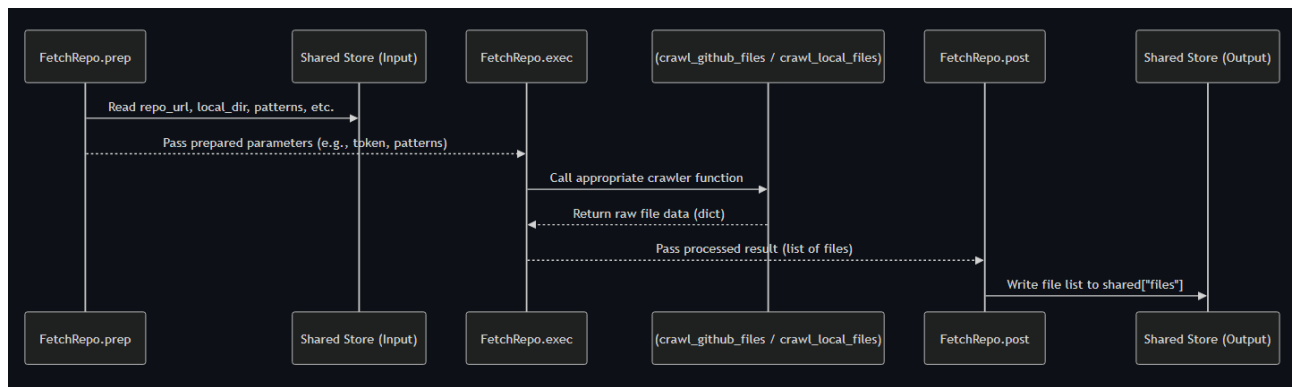 FetchRepo.prep
Shared Store (Input)
FetchRepo.exec
(crawl_github_files / crawl_local_files)
FetchRepo.post
Shared Store (Output)
Read repo_url, local_dir, patterns, etc.
Pass prepared parameters (e.g., token, patterns)
Call appropriate crawler function
Return raw file data (dict)
Pass processed result (list of files)
Write file list to shared["files"]
FetchRepo.prep
Shared Store (Input)
FetchRepo.exec
(crawl_github_files / crawl_local_files)
FetchRepo.post
Shared Store (Output)